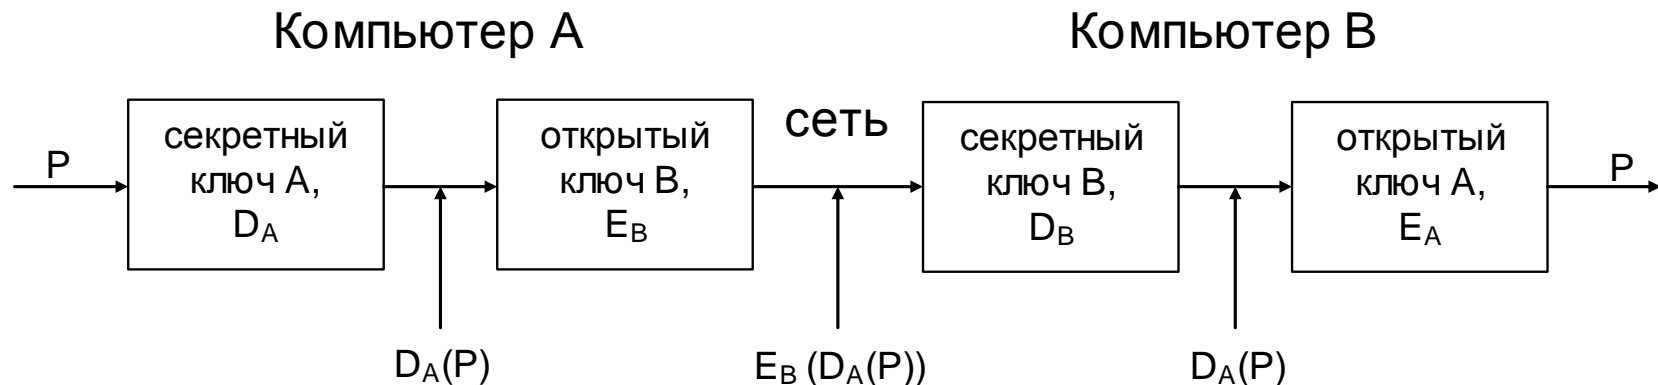 Компьютер А
Компьютер В
P
секретный
ключ А,
DA
открытый
ключ В,
EB
сеть
секретный
ключ В,
DB
открытый
ключ А,
EA
P
DA(P)
EB (DA(P))
DA(P)